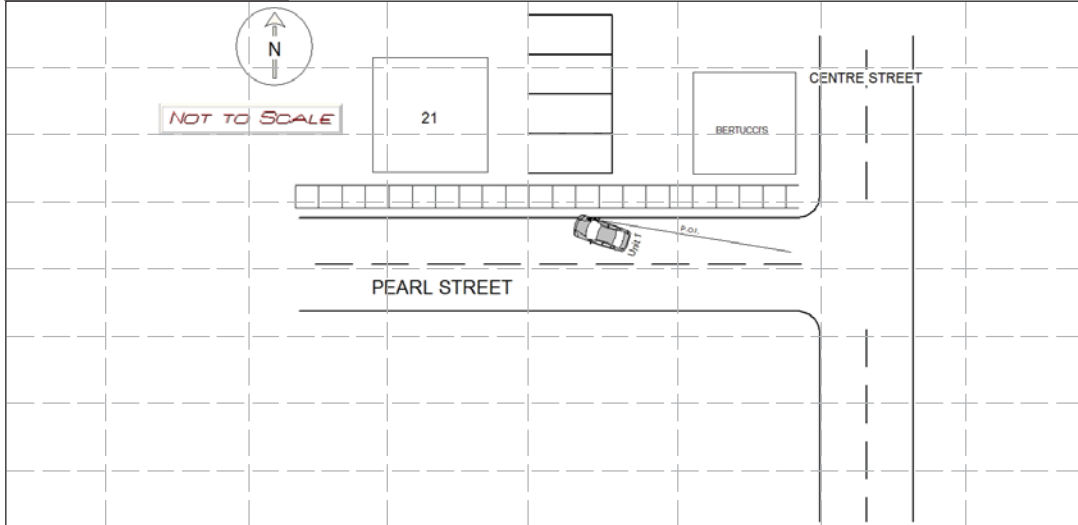 N
CENTRE STREET
NOT TO SCALE
21
BERTUCCI'S
P.O.I.
Unit 1
PEARL STREET